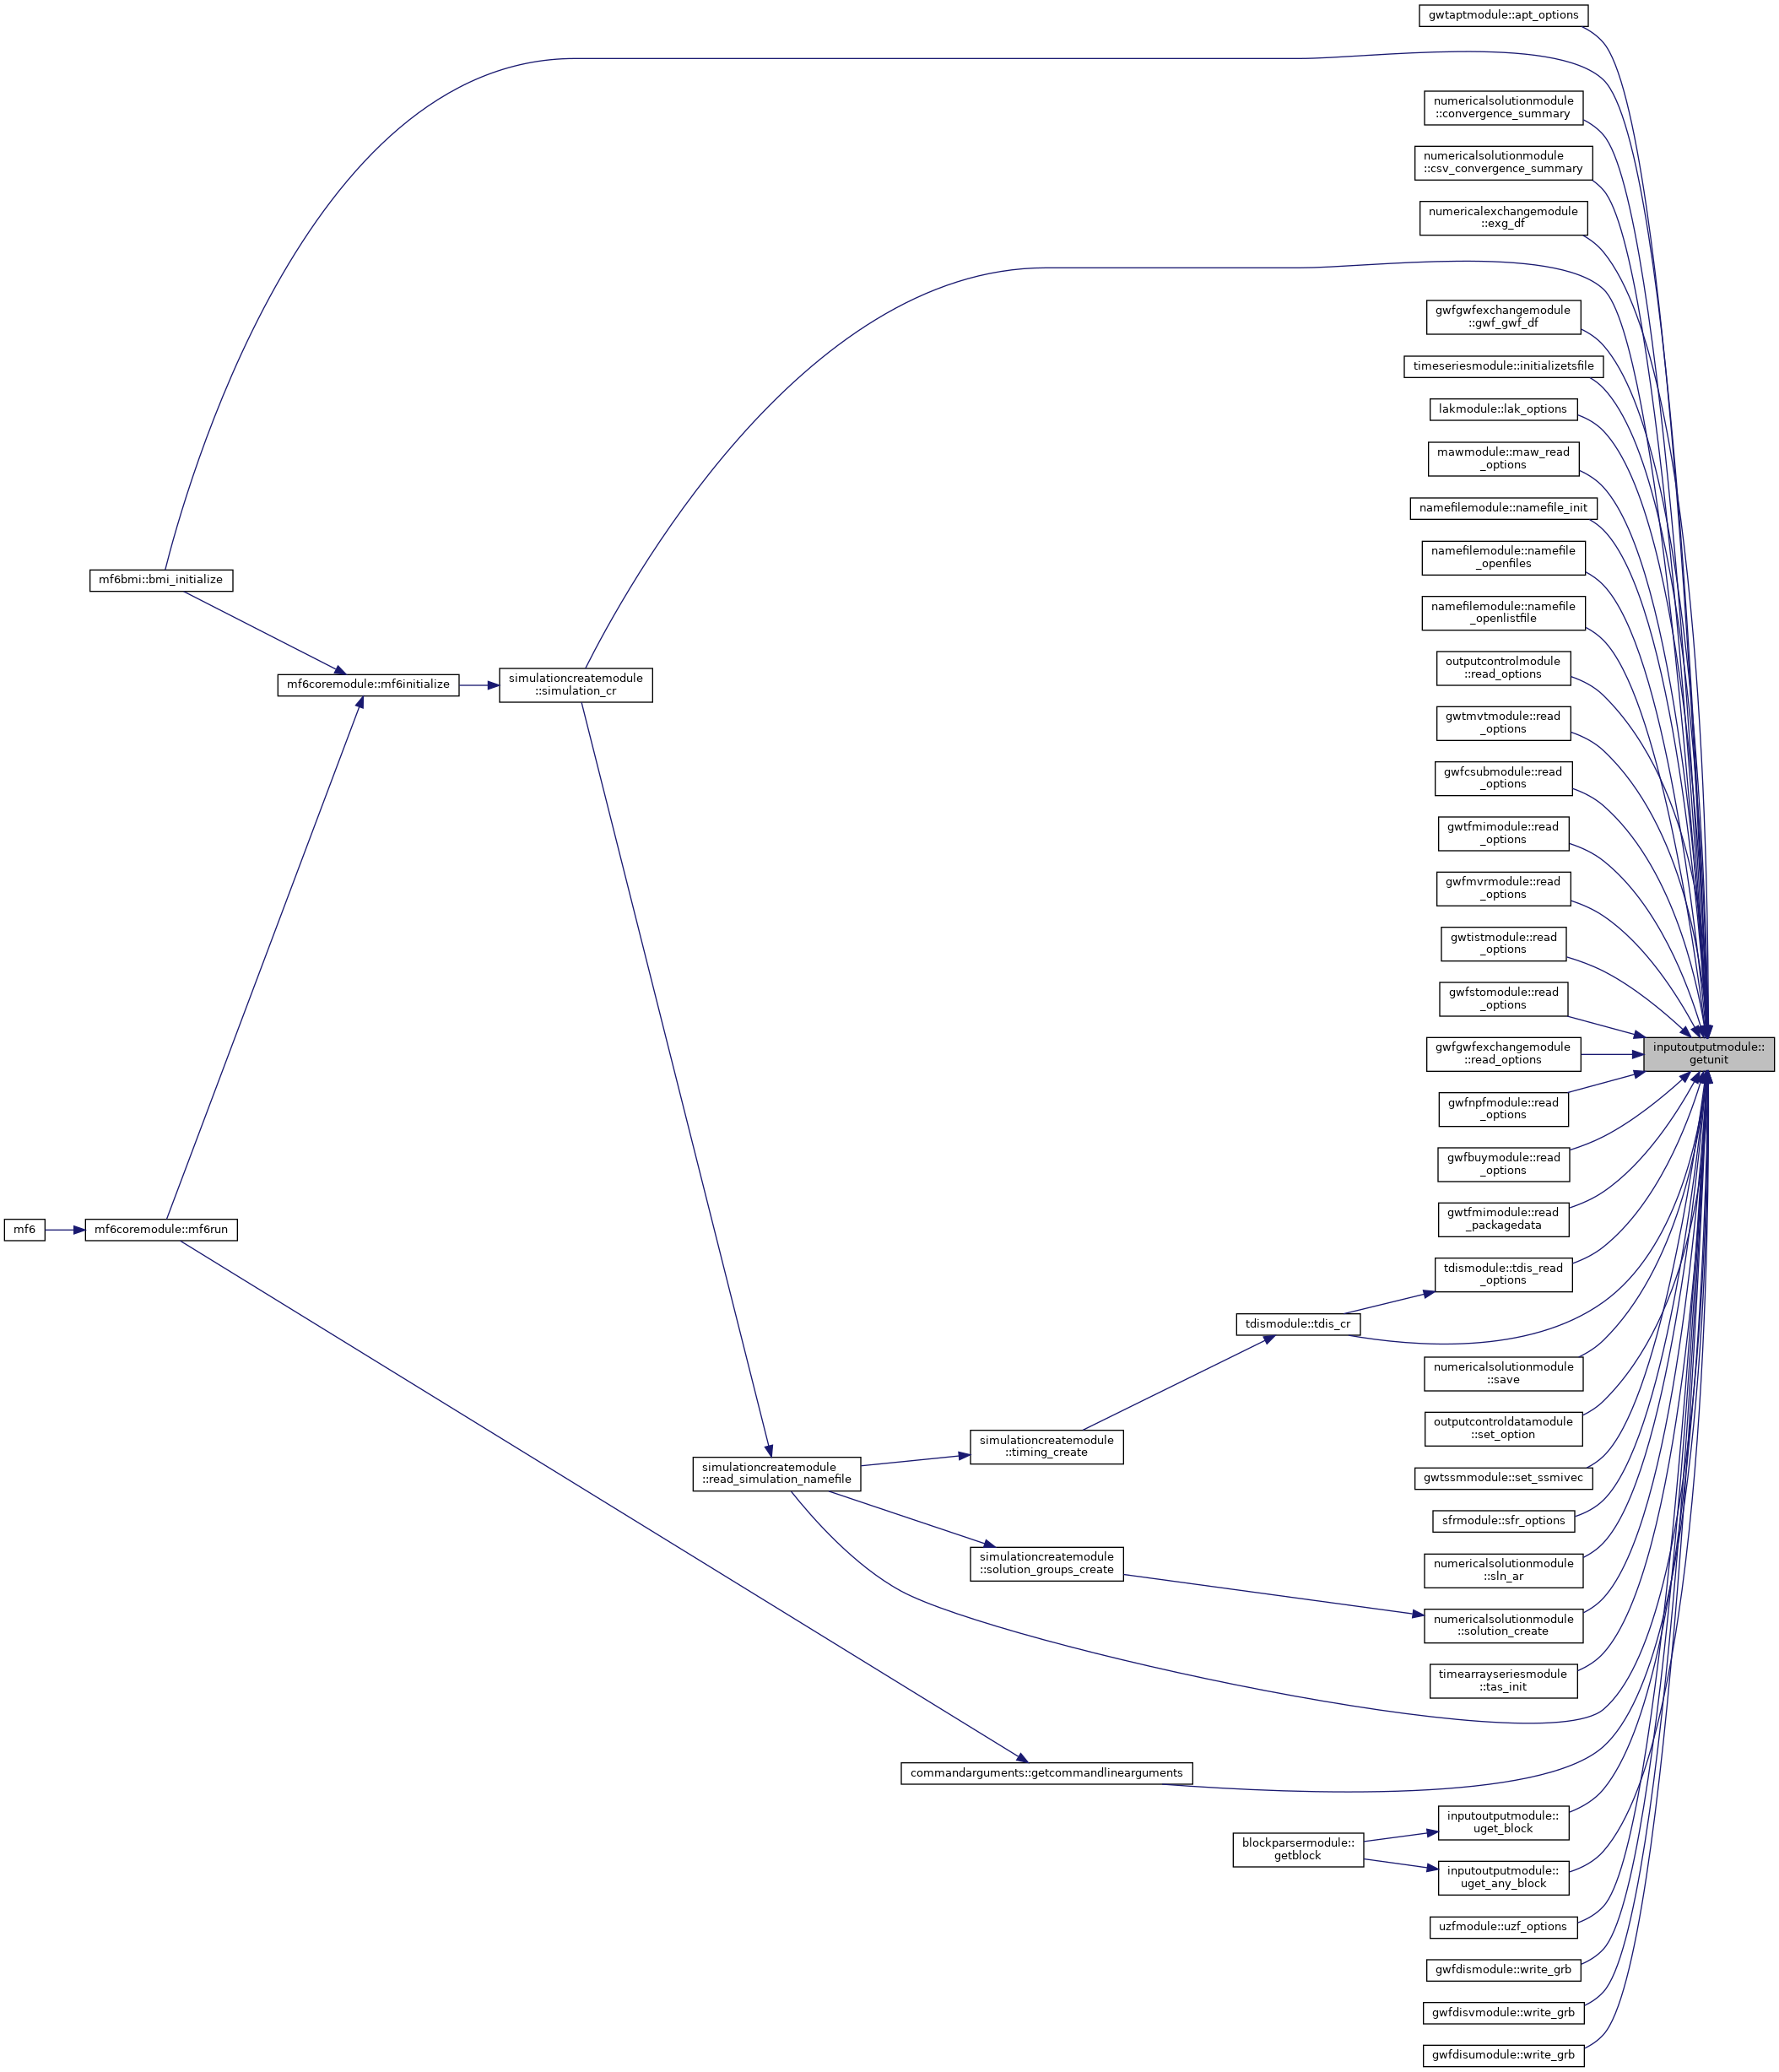 gwtaptmodule::apt_options
numericalsolutionmodule
::convergence_summary
numericalsolutionmodule
::csv_convergence_summary
numericalexchangemodule
::exg_df
gwfgwfexchangemodule
::gwf_gwf_df
timeseriesmodule::initializetsfile
lakmodule::lak_options
mawmodule::maw_read
_options
namefilemodule::namefile_init
namefilemodule::namefile
_openfiles
mf6bmi::bmi_initialize
namefilemodule::namefile
_openlistfile
mf6coremodule::mf6initialize
simulationcreatemodule
::simulation_cr
outputcontrolmodule
::read_options
gwtmvtmodule::read
_options
gwfcsubmodule::read
_options
gwtfmimodule::read
_options
gwfmvrmodule::read
_options
gwtistmodule::read
_options
gwfstomodule::read
_options
gwfgwfexchangemodule
::read_options
inputoutputmodule::
getunit
gwfnpfmodule::read
_options
gwfbuymodule::read
_options
gwtfmimodule::read
_packagedata
mf6
mf6coremodule::mf6run
tdismodule::tdis_read
_options
tdismodule::tdis_cr
numericalsolutionmodule
::save
outputcontroldatamodule
::set_option
simulationcreatemodule
::timing_create
simulationcreatemodule
::read_simulation_namefile
gwtssmmodule::set_ssmivec
sfrmodule::sfr_options
simulationcreatemodule
::solution_groups_create
numericalsolutionmodule
::sln_ar
numericalsolutionmodule
::solution_create
timearrayseriesmodule
::tas_init
commandarguments::getcommandlinearguments
inputoutputmodule::
uget_block
blockparsermodule::
getblock
inputoutputmodule::
uget_any_block
uzfmodule::uzf_options
gwfdismodule::write_grb
gwfdisvmodule::write_grb
gwfdisumodule::write_grb